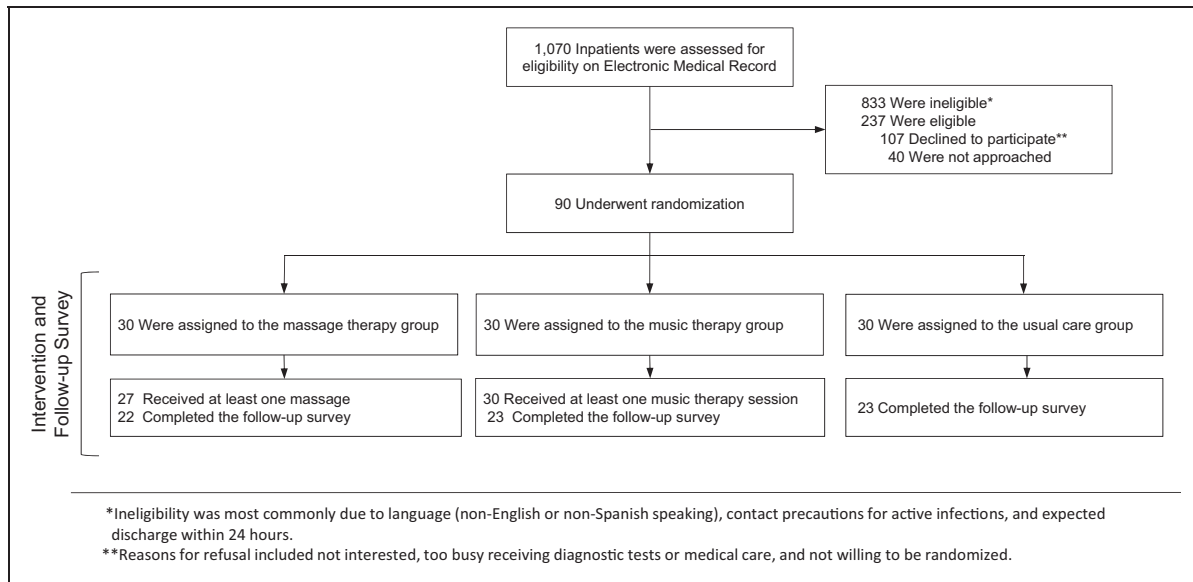 1,070 Inpatients were assessed for
eligibility on Electronic Medical Record
833 Were ineligible*
237 Were eligible
107 Declined to participate**
40 Were not approached
90 Underwent randomization
Intervention and
Follow-up Survey
30 Were assigned to the massage therapy group
30 Were assigned to the music therapy group
30 Were assigned to the usual care group
27 Received at least one massage
22 Completed the follow-up survey
30 Received at least one music therapy session
23 Completed the follow-up survey
23 Completed the follow-up survey
*Ineligibility was most commonly due to language (non-English or non-Spanish speaking), contact precautions for active infections, and expected
discharge within 24 hours.
**Reasons for refusal included not interested, too busy receiving diagnostic tests or medical care, and not willing to be randomized.